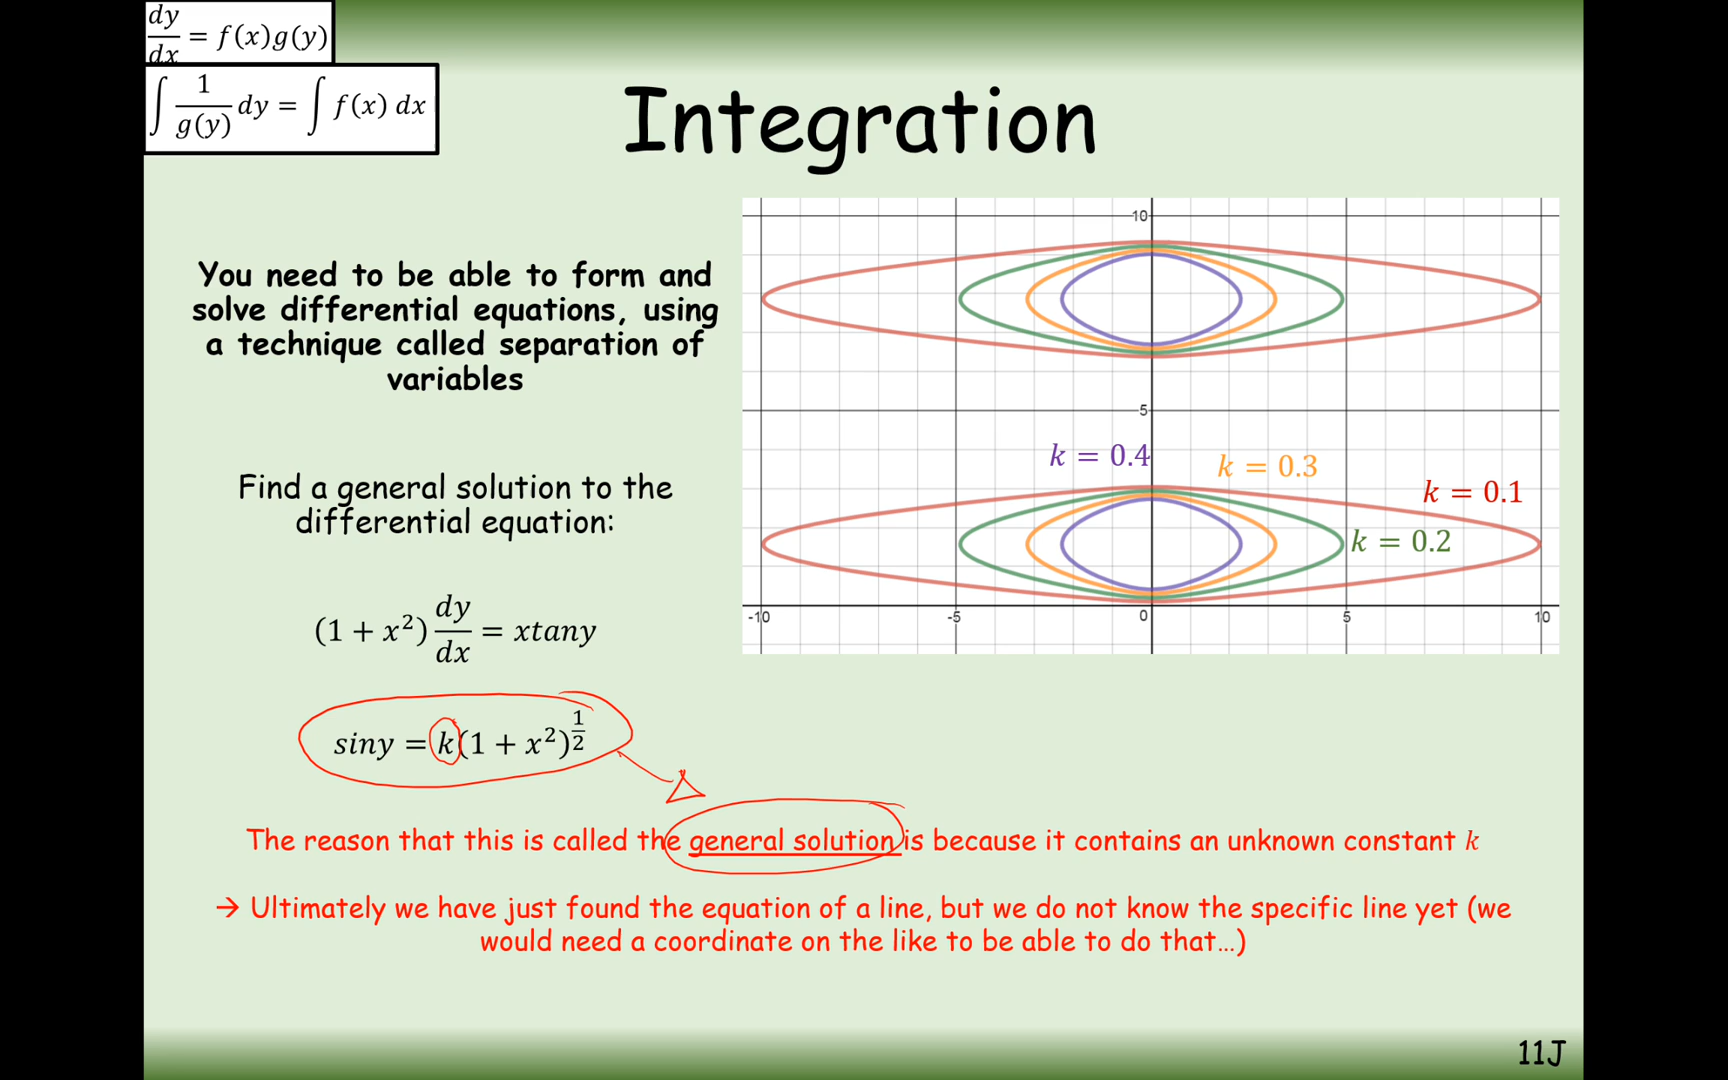 dy/dx = f(x)g(y)
∫ 1/g(y) dy = ∫ f(x) dx
Integration
You need to be able to form and
solve differential equations, using
a technique called separation of
variables
Find a general solution to the
differential equation:
(1 + x²) dy/dx = xtany
siny = k(1 + x²)^(1/2)
10
5
k = 0.4
k = 0.3
k = 0.1
k = 0.2
-10 -5 0 5 10
The reason that this is called the general solution is because it contains an unknown constant k
→ Ultimately we have just found the equation of a line, but we do not know the specific line yet (we
would need a coordinate on the like to be able to do that…)
11J